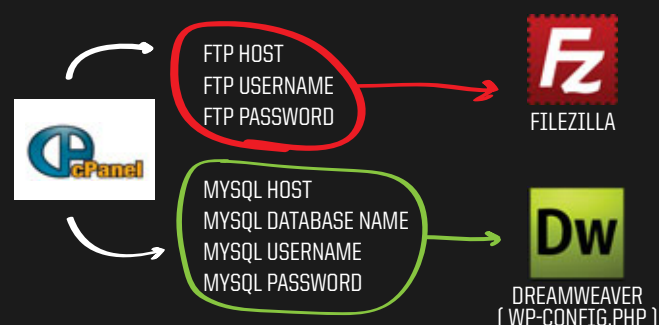 cPanel
FTP HOST
FTP USERNAME
FTP PASSWORD
Fz
FILEZILLA
MYSQL HOST
MYSQL DATABASE NAME
MYSQL USERNAME
MYSQL PASSWORD
Dw
DREAMWEAVER
( WP-CONFIG.PHP )